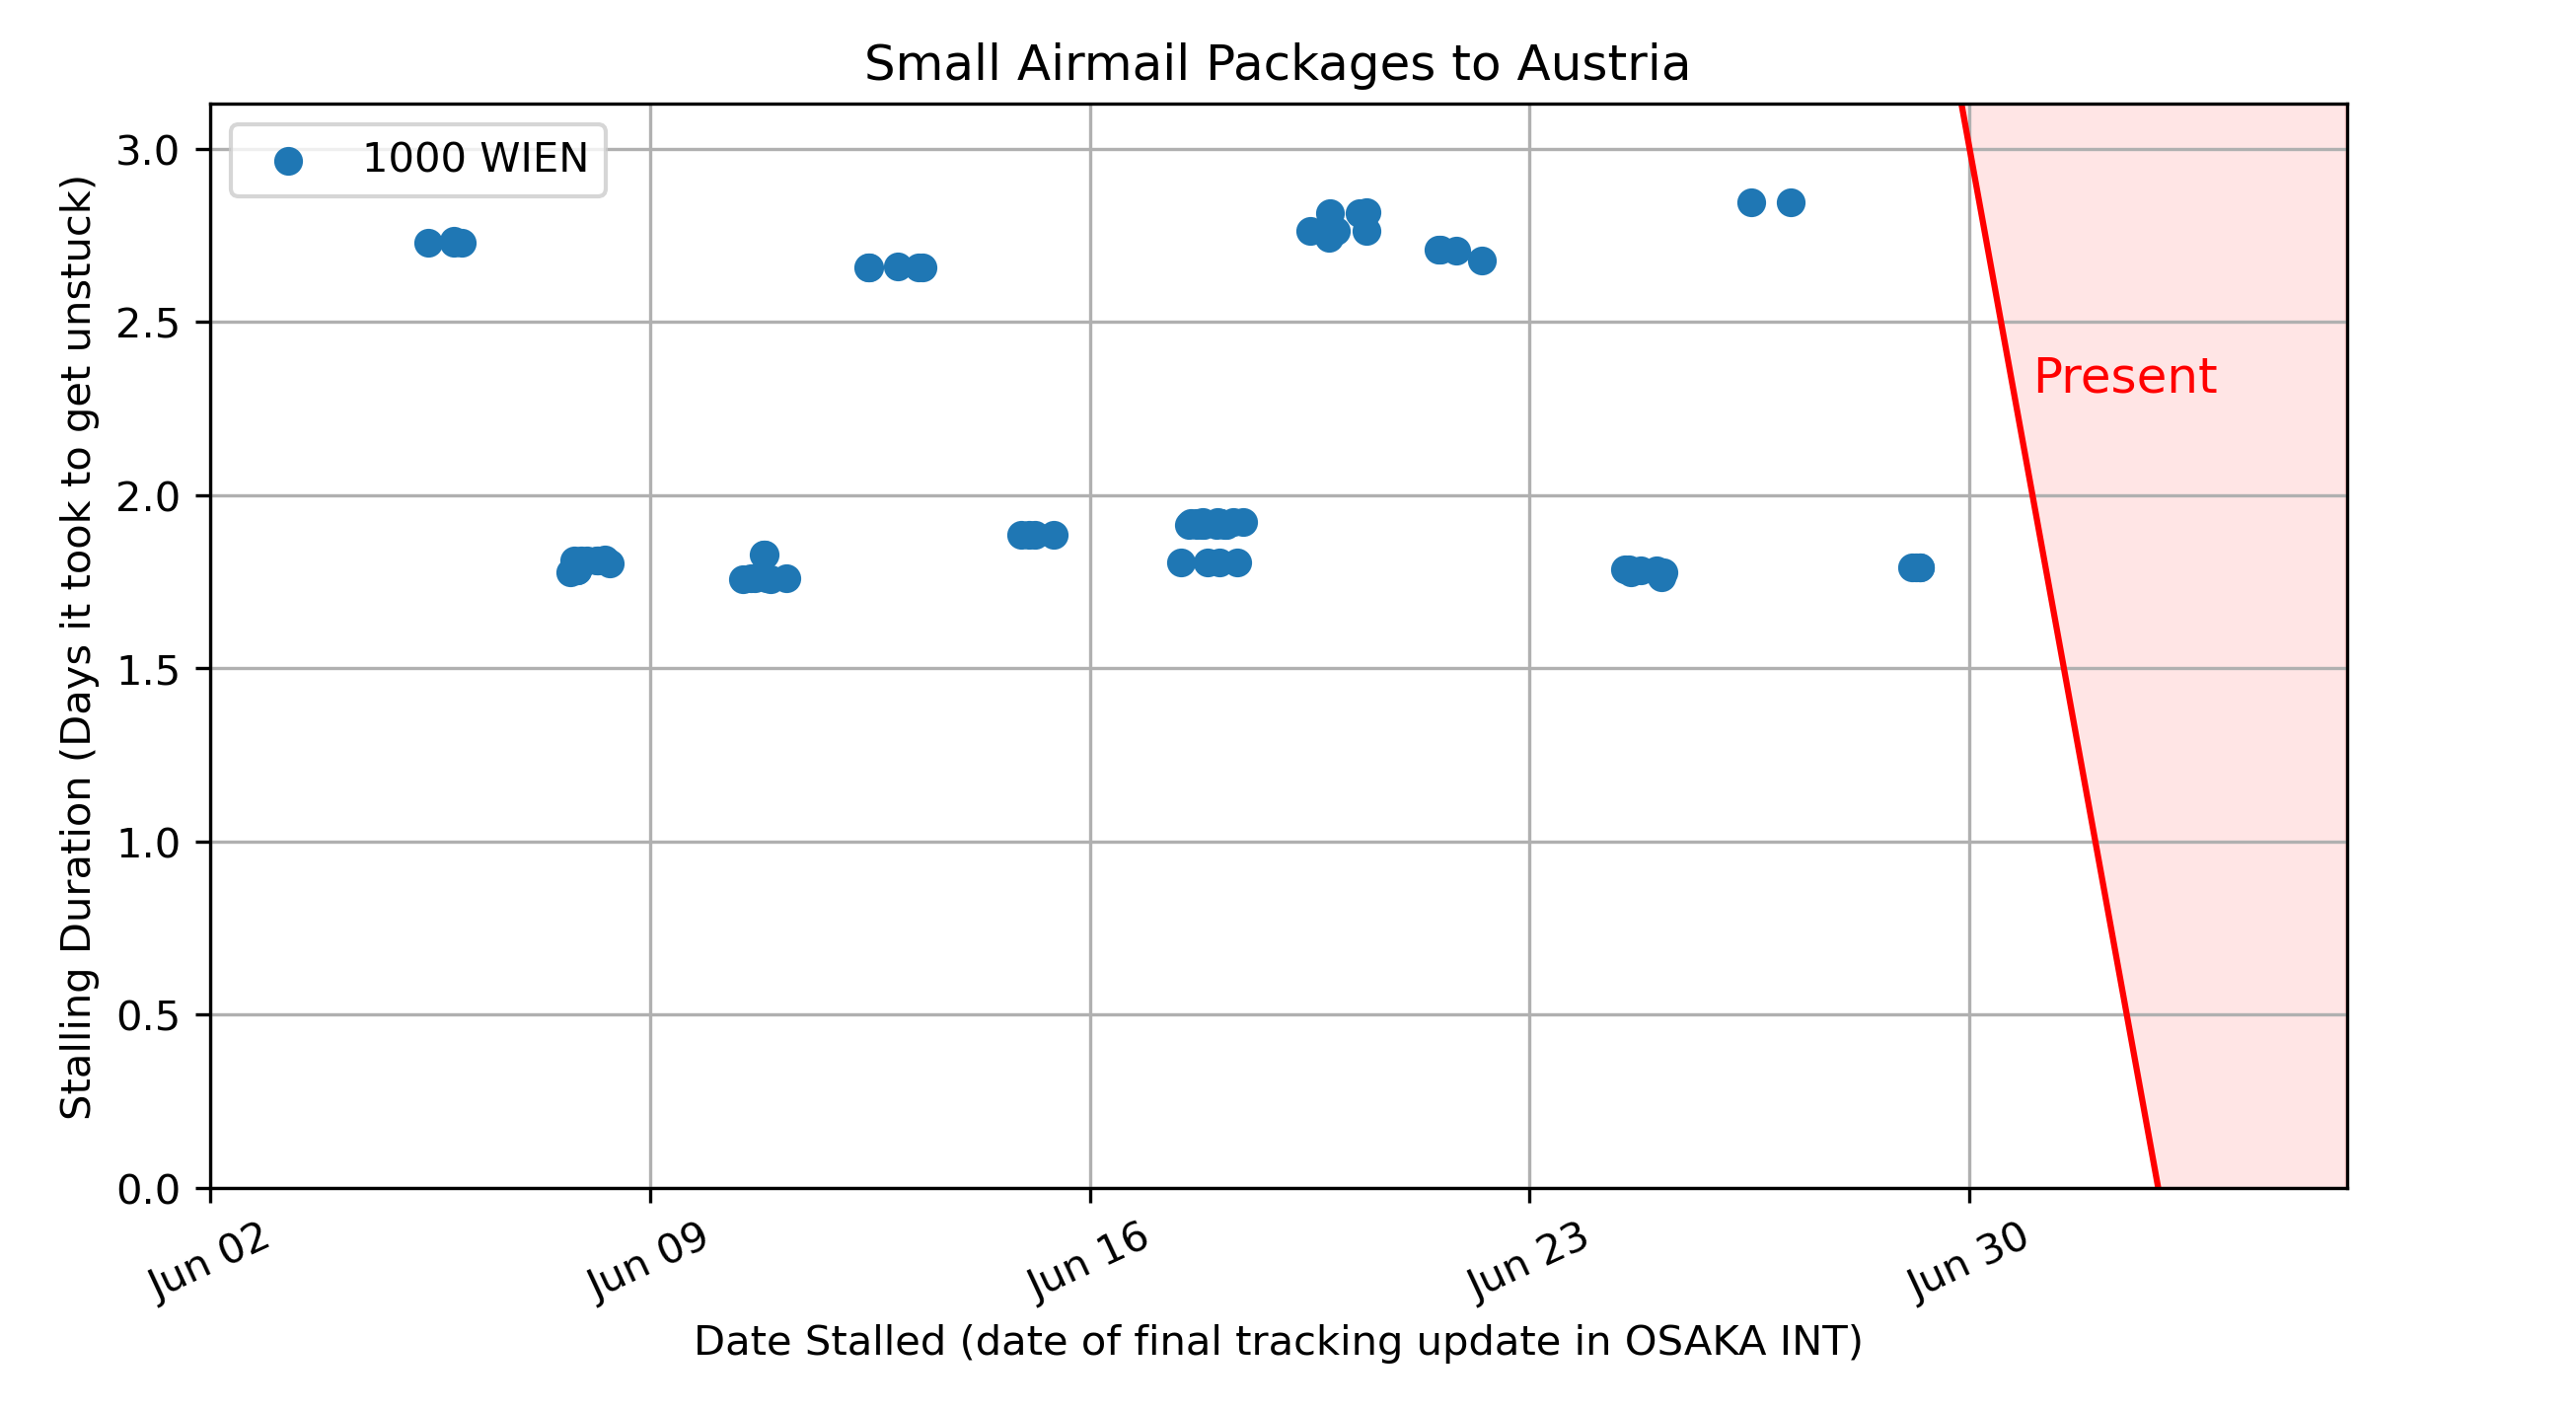 Small Airmail Packages to Austria
1000 WIEN
Present
Stalling Duration (Days it took to get unstuck)
3.0
2.5
2.0
1.5
1.0
0.5
0.0
Jun 02
Jun 09
Jun 16
Jun 23
Jun 30
Date Stalled (date of final tracking update in OSAKA INT)